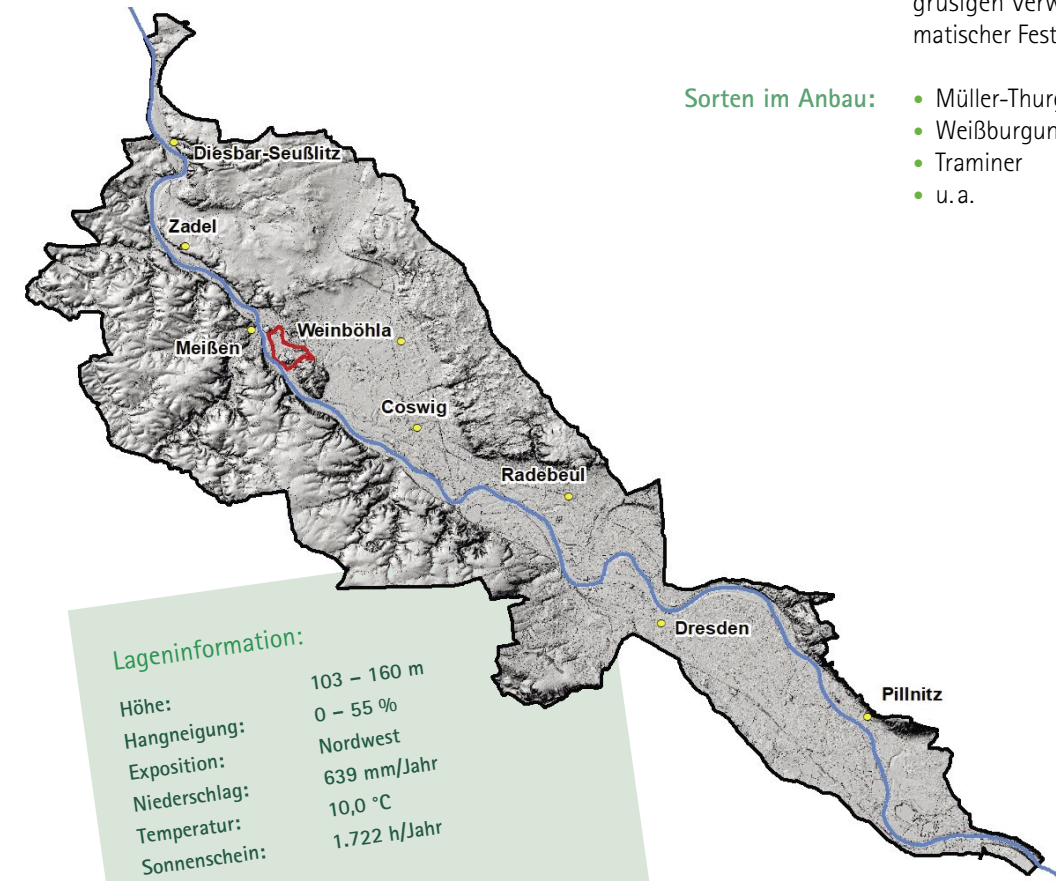 grusigen Verw
matischer Fest
Sorten im Anbau:
• Müller-Thurg
• Weißburgun
• Traminer
• u. a.
Diesbar-Seußlitz
Zadel
Weinböhla
Meißen
Coswig
Radebeul
Dresden
Pillnitz
Lageninformation:
Höhe: 103 – 160 m
Hangneigung: 0 – 55 %
Exposition: Nordwest
Niederschlag: 639 mm/Jahr
Temperatur: 10,0 °C
Sonnenschein: 1.722 h/Jahr